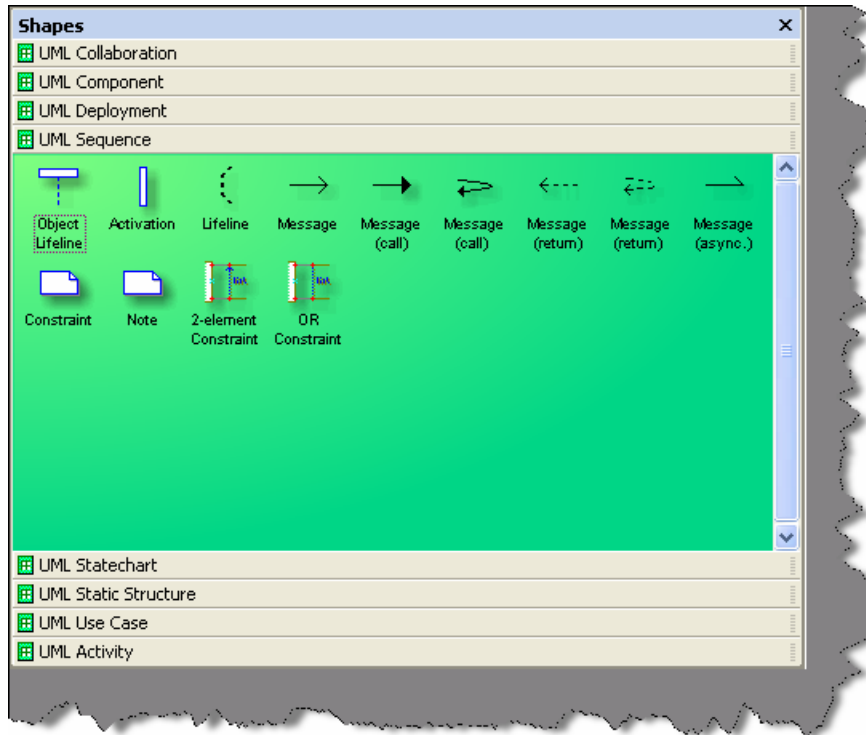 Shapes
UML Collaboration
UML Component
UML Deployment
UML Sequence
Object
Lifeline
Activation
Lifeline
Message
Message
(call)
Message
(call)
Message
(return)
Message
(return)
Message
(async.)
Constraint
Note
2-element
Constraint
OR
Constraint
UML Statechart
UML Static Structure
UML Use Case
UML Activity